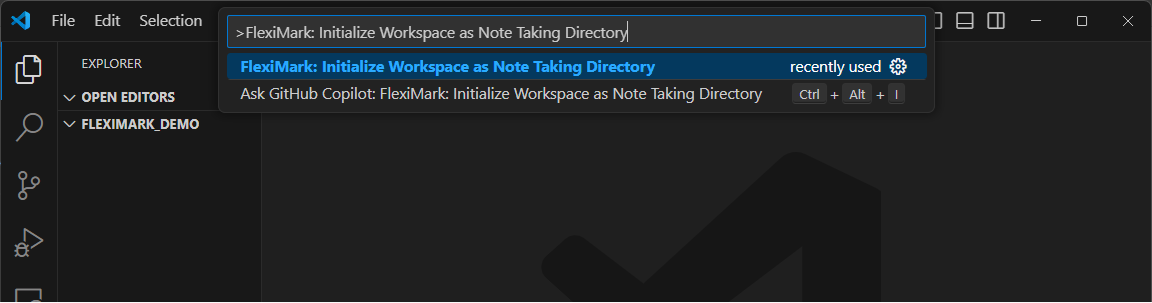 File Edit Selection
>FlexiMark: Initialize Workspace as Note Taking Directory
FlexiMark: Initialize Workspace as Note Taking Directory recently used
Ask GitHub Copilot: FlexiMark: Initialize Workspace as Note Taking Directory Ctrl + Alt + I
EXPLORER
OPEN EDITORS
FLEXIMARK_DEMO